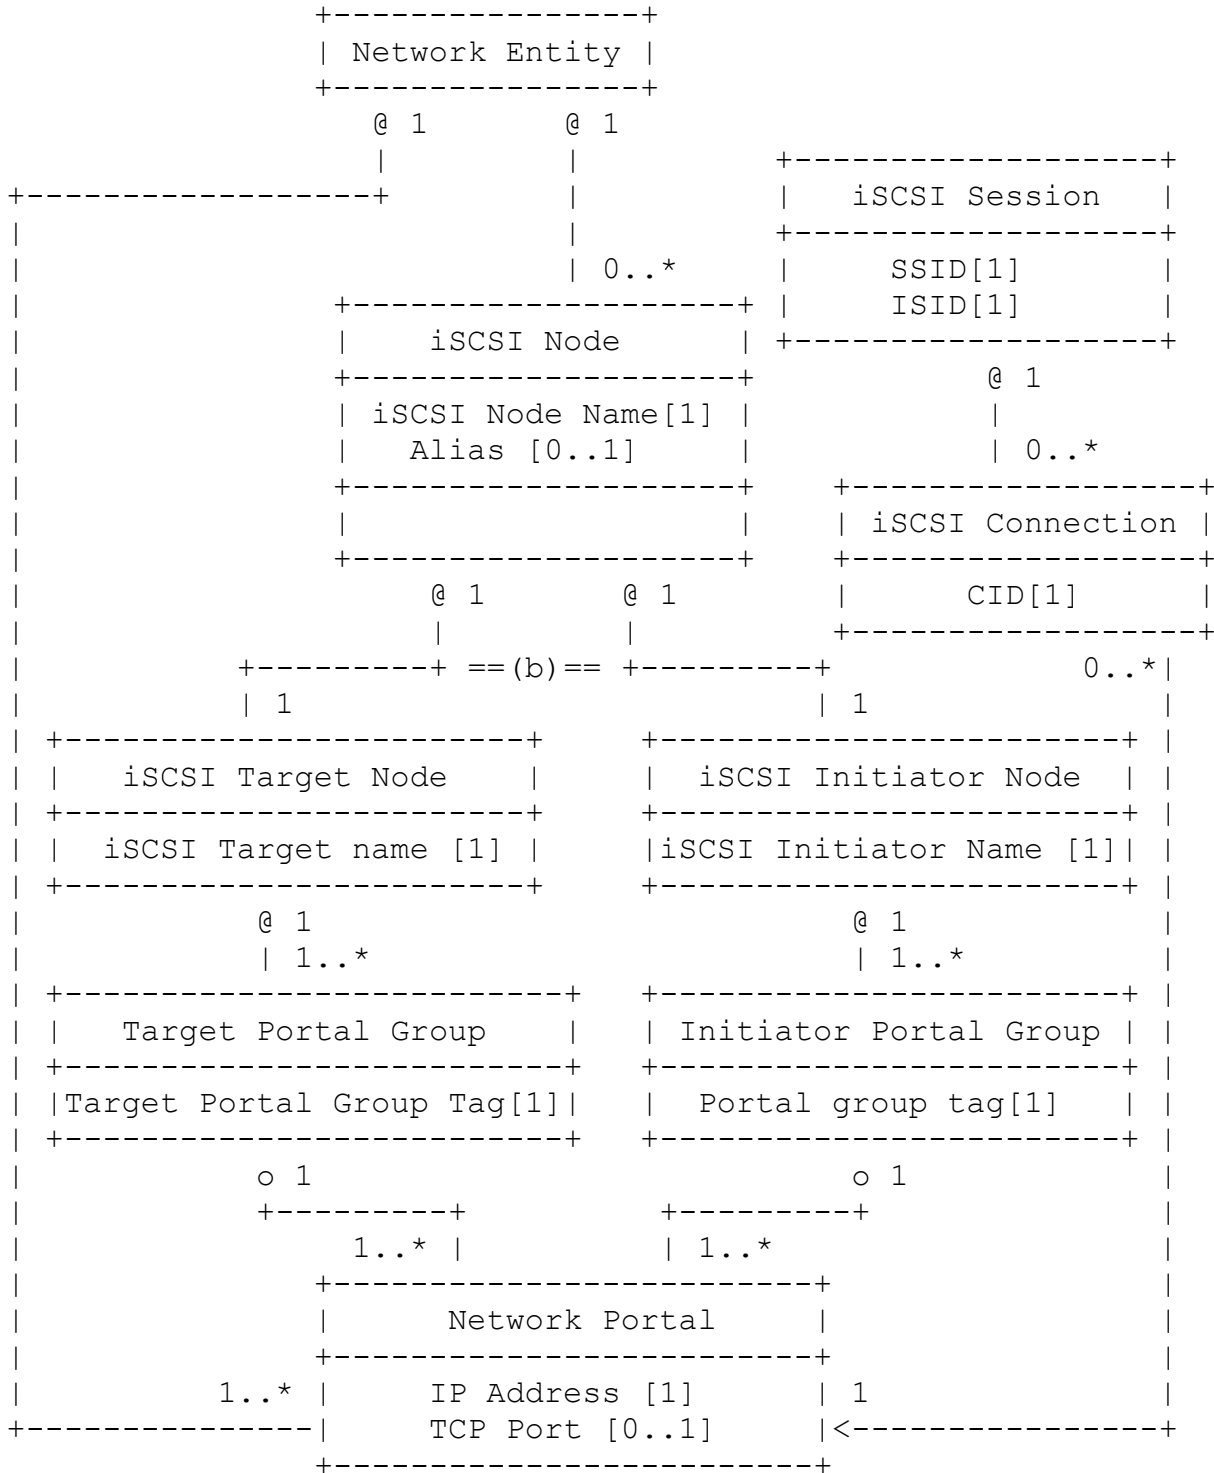 Network Entity
@ 1 @ 1
iSCSI Session
0..* SSID[1]
ISID[1]
iSCSI Node
@ 1
iSCSI Node Name[1]
Alias [0..1] 0..*
iSCSI Connection
@ 1 @ 1 CID[1]
==(b)== 0..*
1 1
iSCSI Target Node iSCSI Initiator Node
iSCSI Target name [1] iSCSI Initiator Name [1]
@ 1 @ 1
1..* 1..*
Target Portal Group Initiator Portal Group
Target Portal Group Tag[1] Portal group tag[1]
o 1 o 1
1..* 1..*
Network Portal
1..* IP Address [1] 1
TCP Port [0..1]